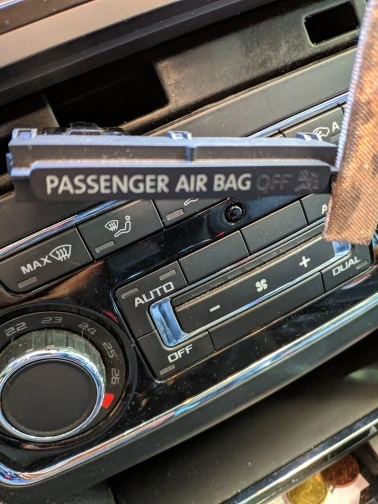 PASSENGER AIR BAG OFF
A
MAX
A
AUTO
- +
DUAL
OFF
22 23 24 25 26